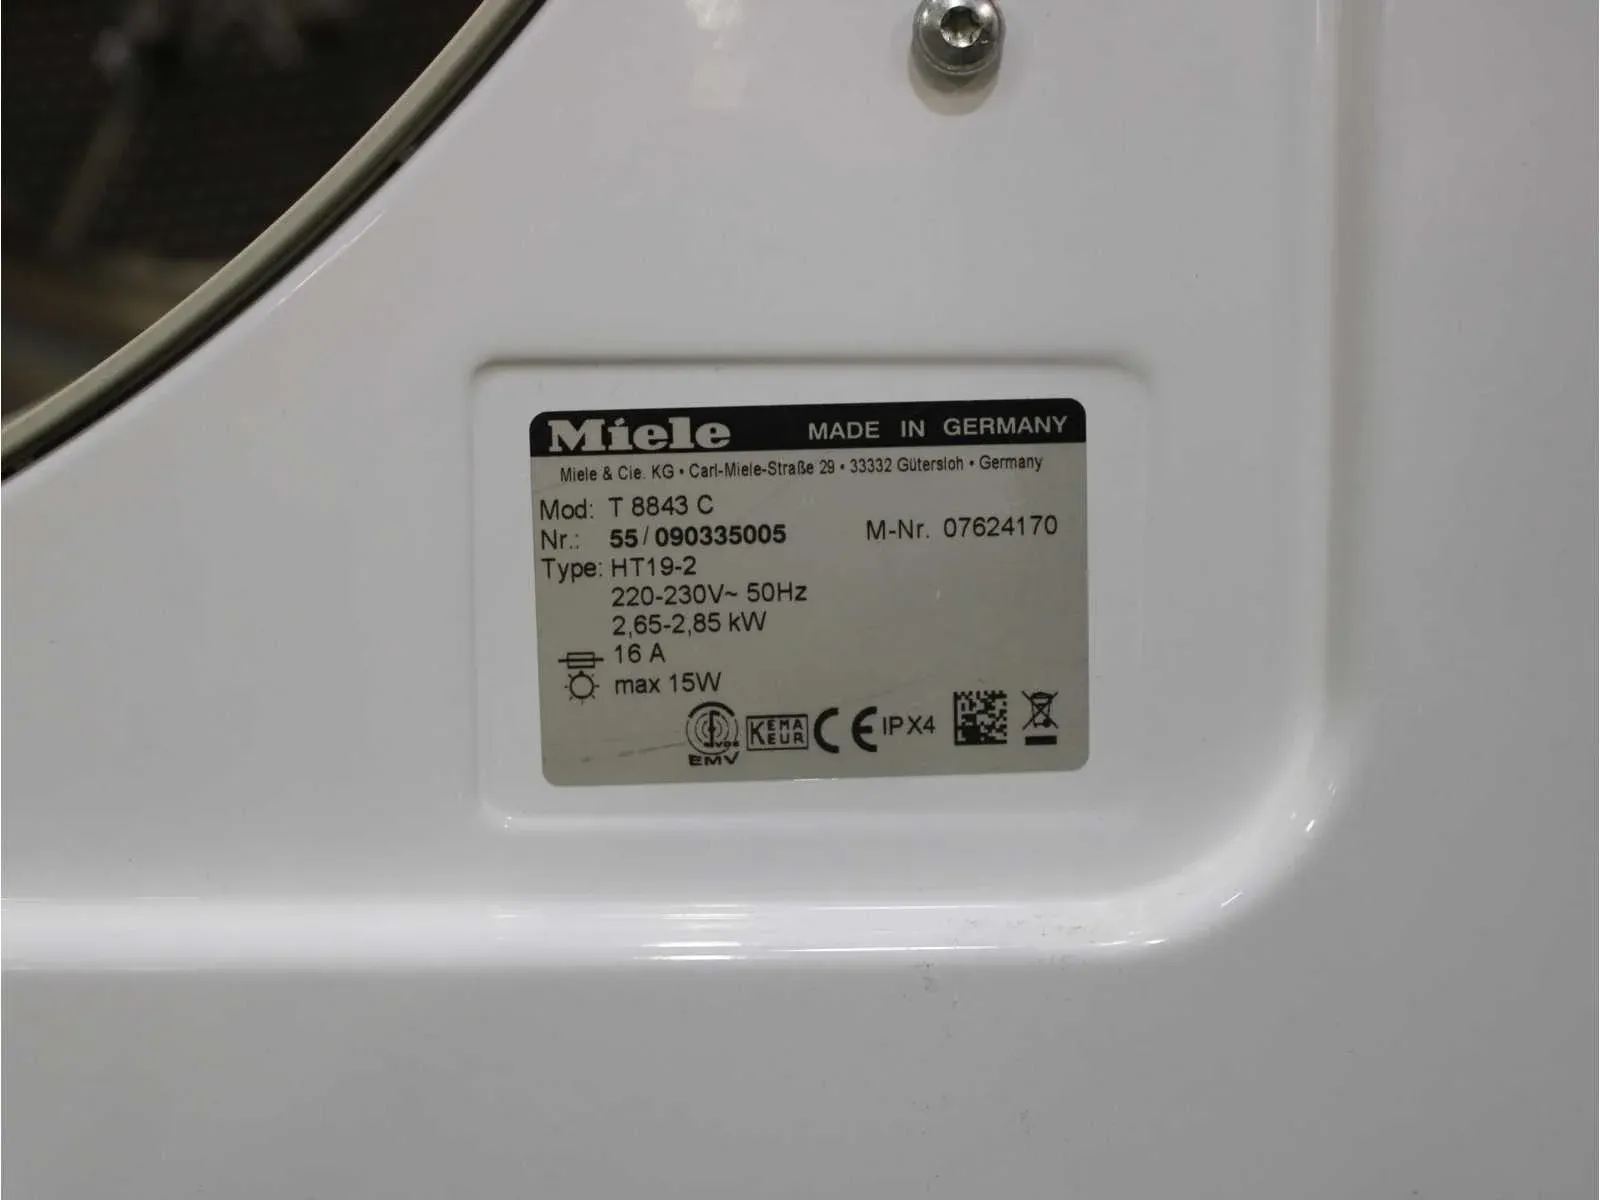 Miele MADE IN GERMANY
Miele & Cie. KG • Carl-Miele-Straße 29 • 33332 Gütersloh • Germany
Mod: T 8843 C
Nr.: 55/090335005 M-Nr. 07624170
Type: HT19-2
220-230V~ 50Hz
2,65-2,85 kW
16 A
max 15W
VDE
EMV
KEMA
KEUR
CE IPX4